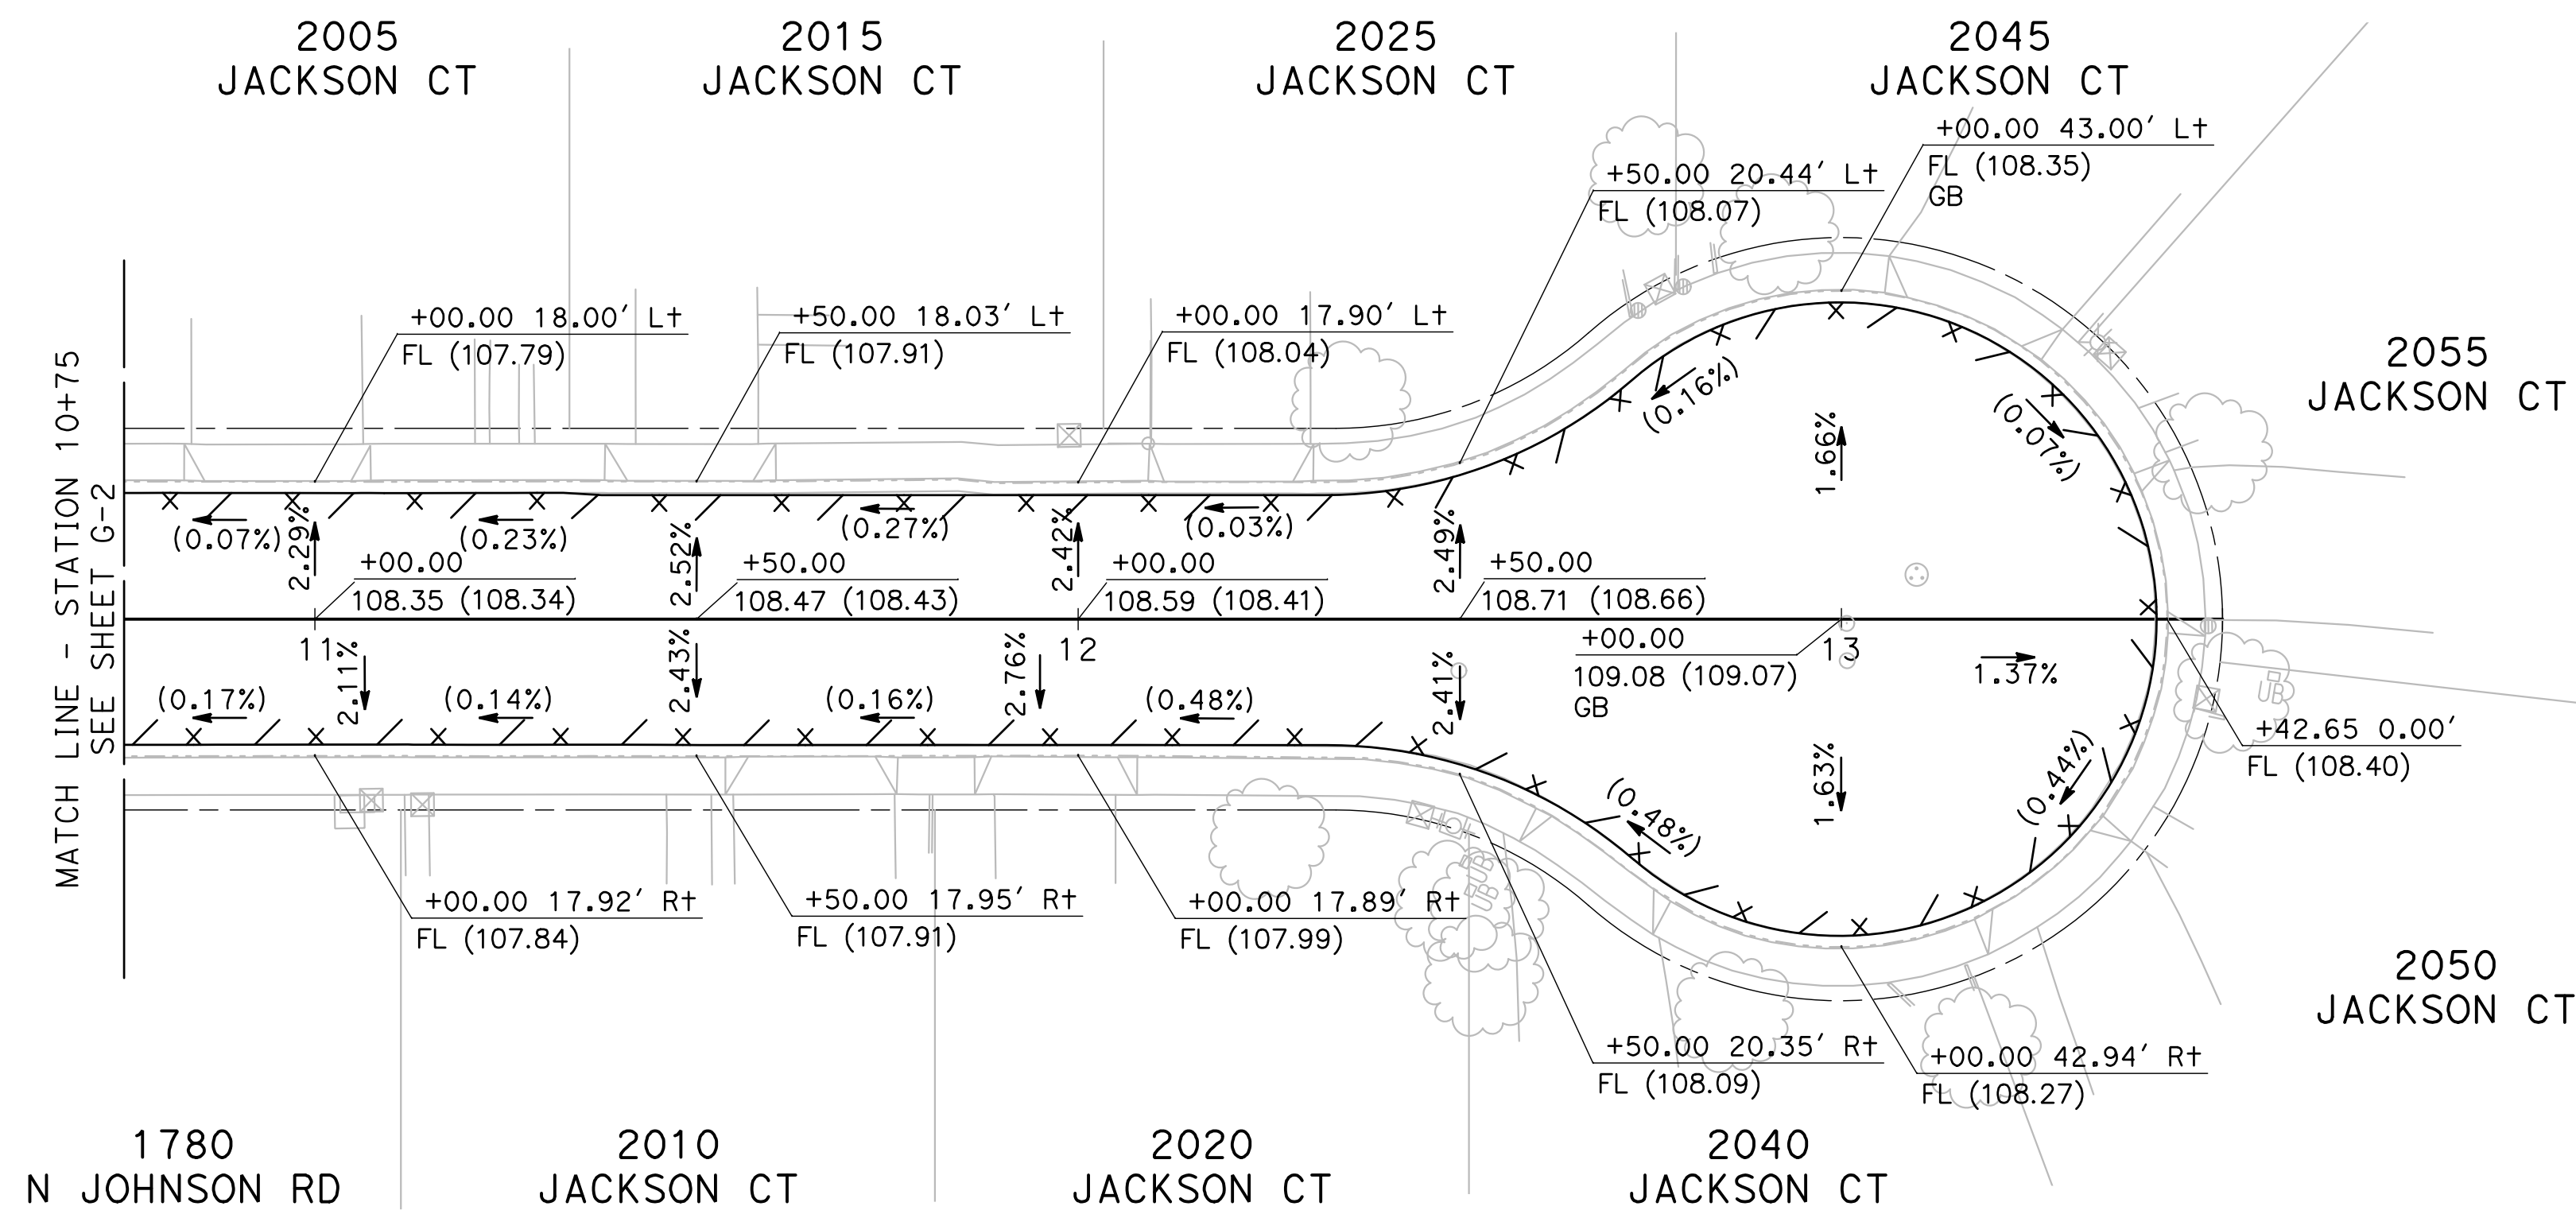 2005
JACKSON CT
2015
JACKSON CT
2025
JACKSON CT
2045
JACKSON CT
+00.00 43.00′ Lt
FL (108.35)
GB
+50.00 20.44′ Lt
FL (108.07)
+00.00 18.00′ Lt
FL (107.79)
+50.00 18.03′ Lt
FL (107.91)
+00.00 17.90′ Lt
FL (108.04)
2055
JACKSON CT
MATCH LINE - STATION 10+75
SEE SHEET G-2
(0.16%)
(0.07%)
1.66%
(0.07%)
2.29%
(0.23%)
2.52%
(0.27%)
2.42%
(0.03%)
2.49%
+00.00
108.35 (108.34)
+50.00
108.47 (108.43)
+00.00
108.59 (108.41)
+50.00
108.71 (108.66)
11
12
13
+00.00
109.08 (109.07)
GB
1.37%
(0.17%)
2.11%
(0.14%)
2.43%
(0.16%)
2.76%
(0.48%)
2.41%
1.63%
(0.48%)
(0.44%)
UB
+42.65 0.00′
FL (108.40)
HOH
UB
UB
+00.00 17.92′ Rt
FL (107.84)
+50.00 17.95′ Rt
FL (107.91)
+00.00 17.89′ Rt
FL (107.99)
+50.00 20.35′ Rt
FL (108.09)
+00.00 42.94′ Rt
FL (108.27)
2050
JACKSON CT
1780
N JOHNSON RD
2010
JACKSON CT
2020
JACKSON CT
2040
JACKSON CT